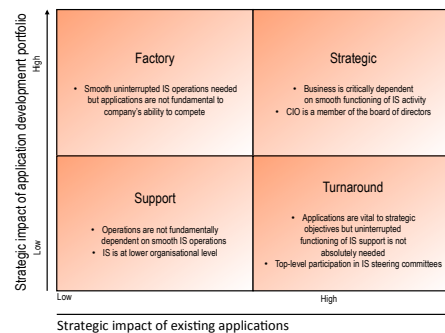 Strategic impact of application development portfolio
High
Low
Factory
• Smooth uninterrupted IS operations needed
but applications are not fundamental to
company's ability to compete
Strategic
• Business is critically dependent
on smooth functioning of IS activity
• CIO is a member of the board of directors
Support
• Operations are not fundamentally
dependent on smooth IS operations
• IS is at lower organisational level
Turnaround
• Applications are vital to strategic
objectives but uninterrupted
functioning of IS support is not
absolutely needed
• Top-level participation in IS steering committees
Low
High
Strategic impact of existing applications